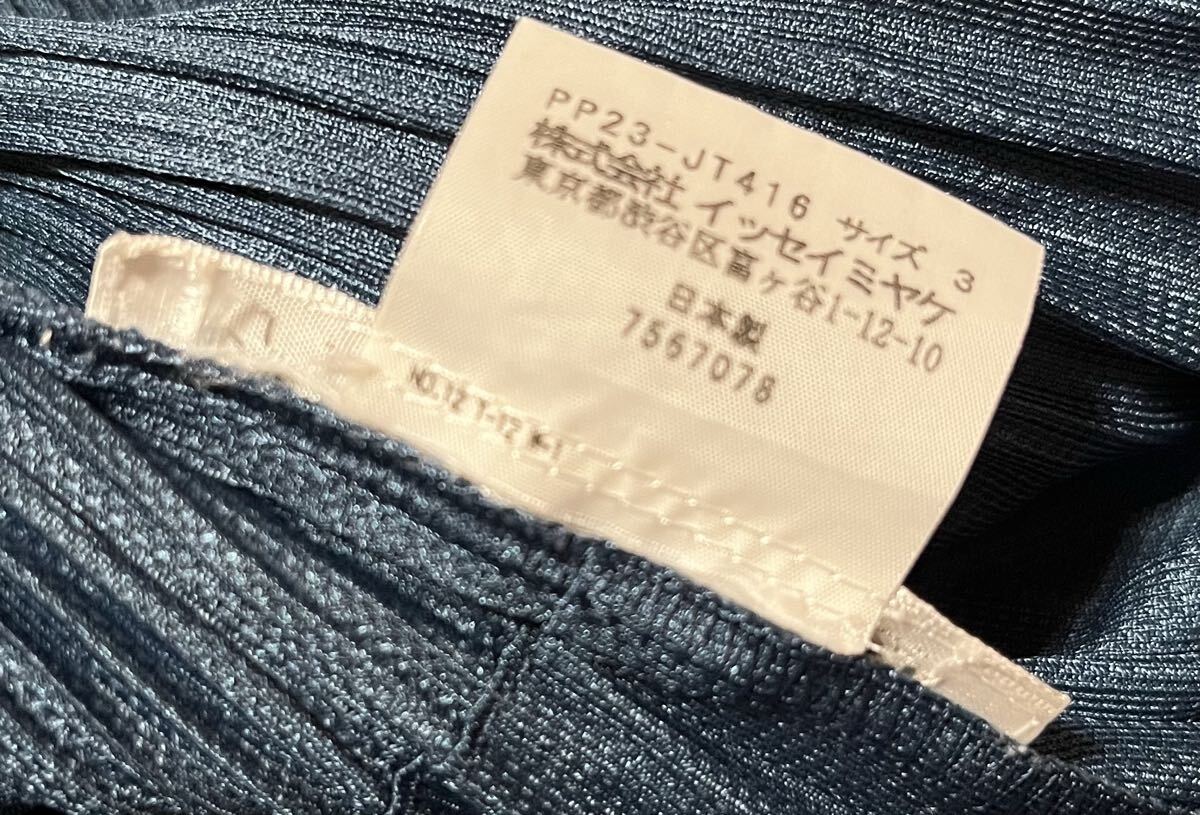 PP23-JT416 サイズ 3
株式会社 イッセイミヤケ
東京都渋谷区富ヶ谷1-12-10
日本製
7567078